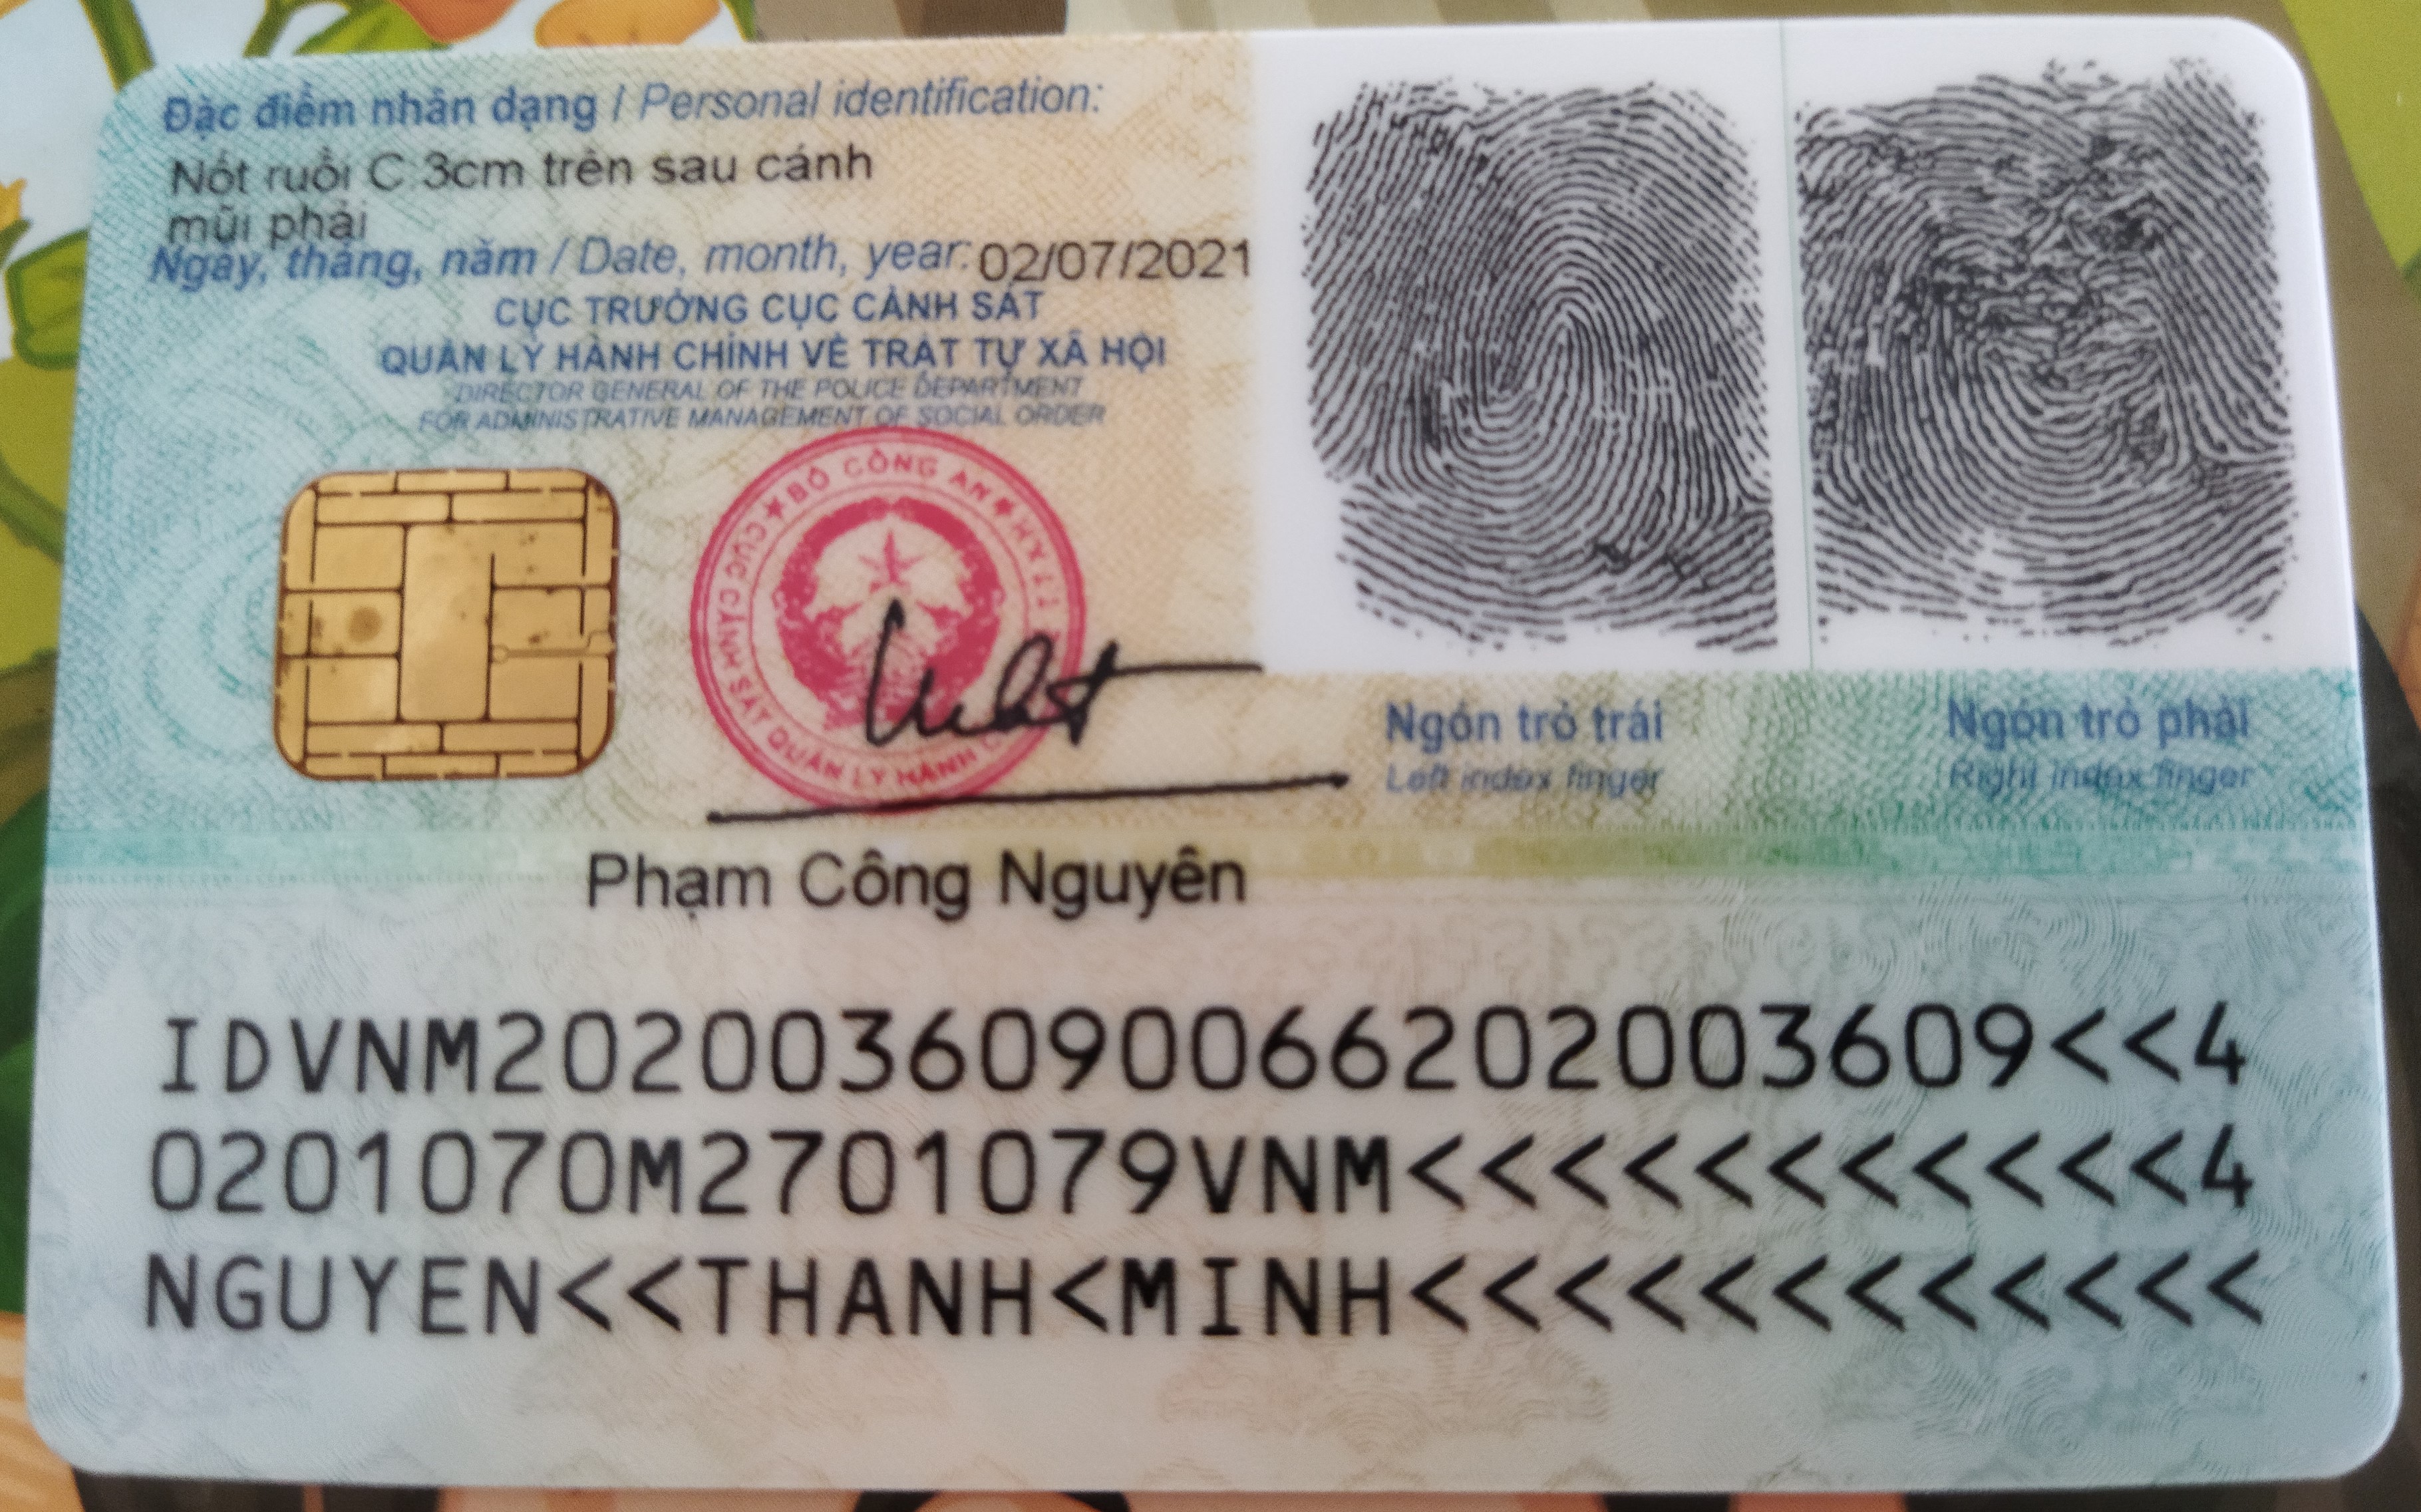 Đặc điểm nhân dạng / Personal identification:
Nốt ruồi C:3cm trên sau cánh
mũi phải
Ngày, tháng, năm / Date, month, year: 02/07/2021
CỤC TRƯỞNG CỤC CẢNH SÁT
QUẢN LÝ HÀNH CHÍNH VỀ TRẬT TỰ XÃ HỘI
DIRECTOR GENERAL OF THE POLICE DEPARTMENT
FOR ADMINISTRATIVE MANAGEMENT OF SOCIAL ORDER
BỘ CÔNG AN
CỤC CẢNH SÁT QUẢN LÝ HÀNH
Ngón trỏ trái
Left index finger
Ngón trỏ phải
Right index finger
Phạm Công Nguyên
IDVNM2020036090066202003609<<4
0201070M2701079VNM<<<<<<<<<<<4
NGUYEN<<THANH<MINH<<<<<<<<<<<<